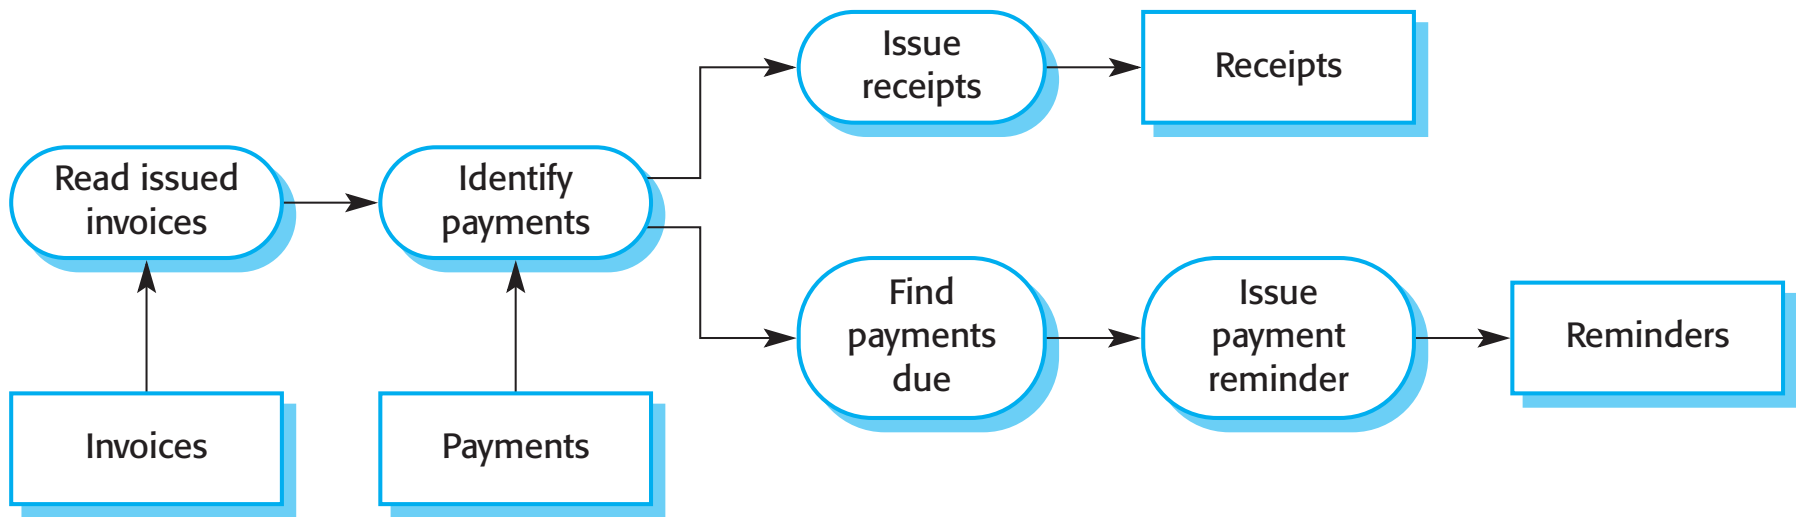 Issue
receipts
Receipts
Read issued
invoices
Identify
payments
Find
payments
due
Issue
payment
reminder
Reminders
Invoices
Payments